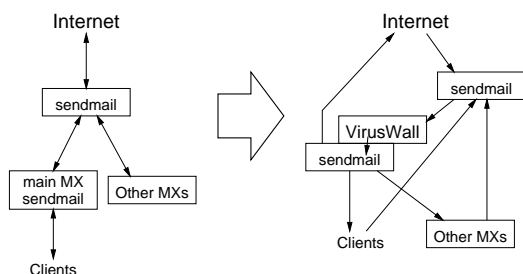 Internet
sendmail
main MX
sendmail
Other MXs
Clients
Internet
sendmail
VirusWall
sendmail
Clients
Other MXs